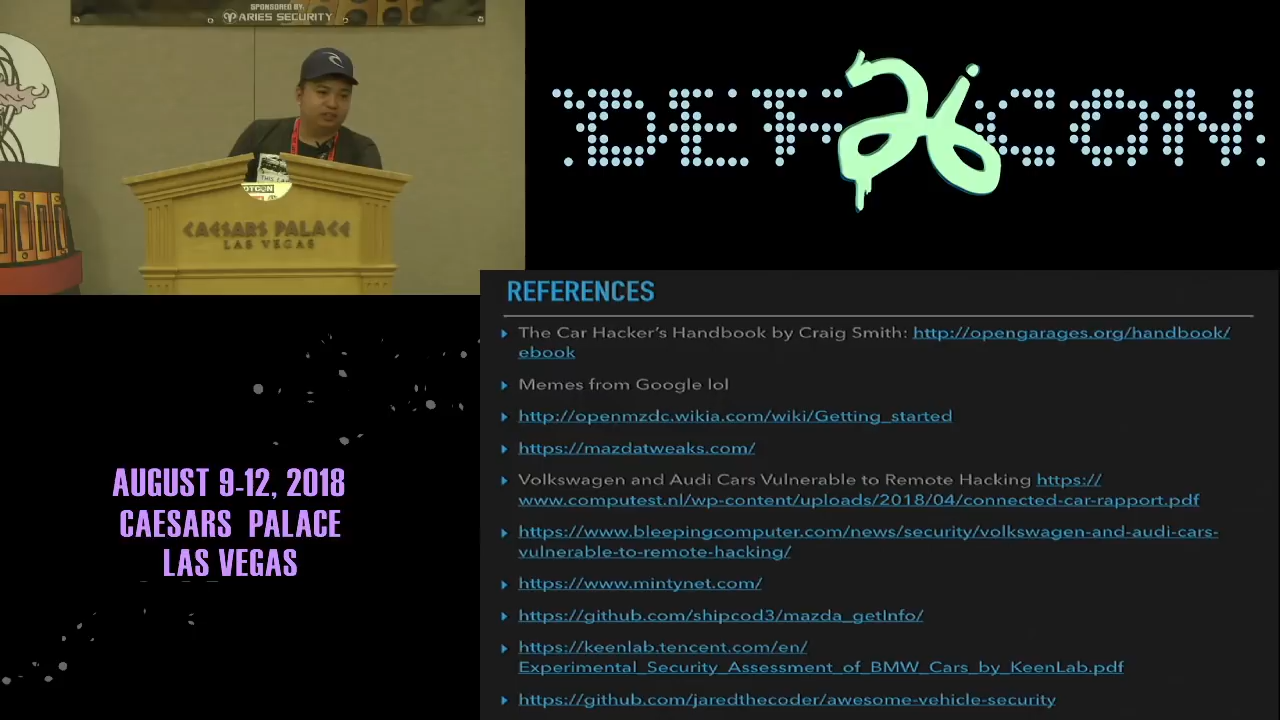 SPONSORED BY:
ARIES SECURITY
CAESARS PALACE
LAS VEGAS
DEF CON
26
REFERENCES
The Car Hacker's Handbook by Craig Smith: http://opengarages.org/handbook/
ebook
Memes from Google lol
http://openmzdc.wikia.com/wiki/Getting_started
https://mazdatweaks.com/
Volkswagen and Audi Cars Vulnerable to Remote Hacking https://
www.computest.nl/wp-content/uploads/2018/04/connected-car-rapport.pdf
https://www.bleepingcomputer.com/news/security/volkswagen-and-audi-cars-
vulnerable-to-remote-hacking/
https://www.mintynet.com/
https://github.com/shipcod3/mazda_getInfo/
https://keenlab.tencent.com/en/
Experimental_Security_Assessment_of_BMW_Cars_by_KeenLab.pdf
https://github.com/jaredthecoder/awesome-vehicle-security
AUGUST 9-12, 2018
CAESARS PALACE
LAS VEGAS